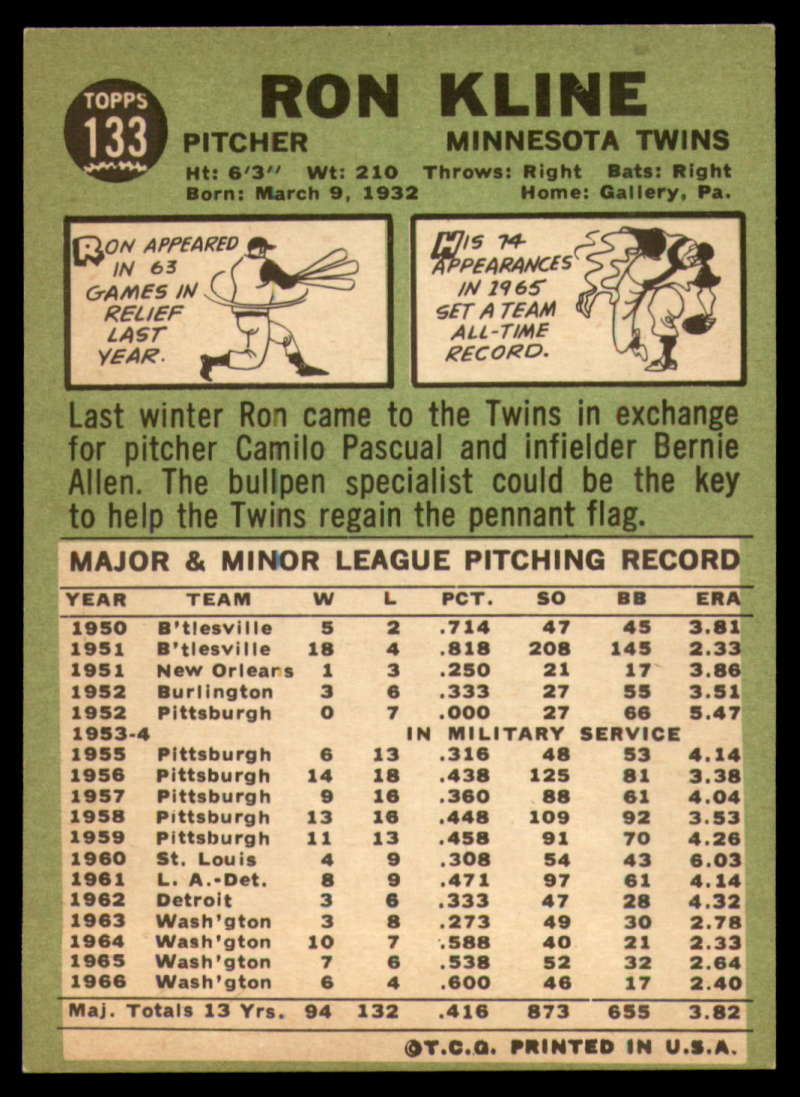 TOPPS
133
RON KLINE
PITCHER MINNESOTA TWINS
Ht: 6'3" Wt: 210 Throws: Right Bats: Right
Born: March 9, 1932 Home: Gallery, Pa.
RON APPEARED
IN 63
GAMES IN
RELIEF
LAST
YEAR.
HIS 74
APPEARANCES
IN 1965
SET A TEAM
ALL-TIME
RECORD.
Last winter Ron came to the Twins in exchange
for pitcher Camilo Pascual and infielder Bernie
Allen. The bullpen specialist could be the key
to help the Twins regain the pennant flag.
MAJOR & MINOR LEAGUE PITCHING RECORD
YEAR TEAM W L PCT. SO BB ERA
1950 B'tlesville 5 2 .714 47 45 3.81
1951 B'tlesville 18 4 .818 208 145 2.33
1951 New Orleans 1 3 .250 21 17 3.86
1952 Burlington 3 6 .333 27 55 3.51
1952 Pittsburgh 0 7 .000 27 66 5.47
1953-4 IN MILITARY SERVICE
1955 Pittsburgh 6 13 .316 48 53 4.14
1956 Pittsburgh 14 18 .438 125 81 3.38
1957 Pittsburgh 9 16 .360 88 61 4.04
1958 Pittsburgh 13 16 .448 109 92 3.53
1959 Pittsburgh 11 13 .458 91 70 4.26
1960 St. Louis 4 9 .308 54 43 6.03
1961 L. A.-Det. 8 9 .471 97 61 4.14
1962 Detroit 3 6 .333 47 28 4.32
1963 Wash'gton 3 8 .273 49 30 2.78
1964 Wash'gton 10 7 .588 40 21 2.33
1965 Wash'gton 7 6 .538 52 32 2.64
1966 Wash'gton 6 4 .600 46 17 2.40
Maj. Totals 13 Yrs. 94 132 .416 873 655 3.82
©T.C.G. PRINTED IN U.S.A.